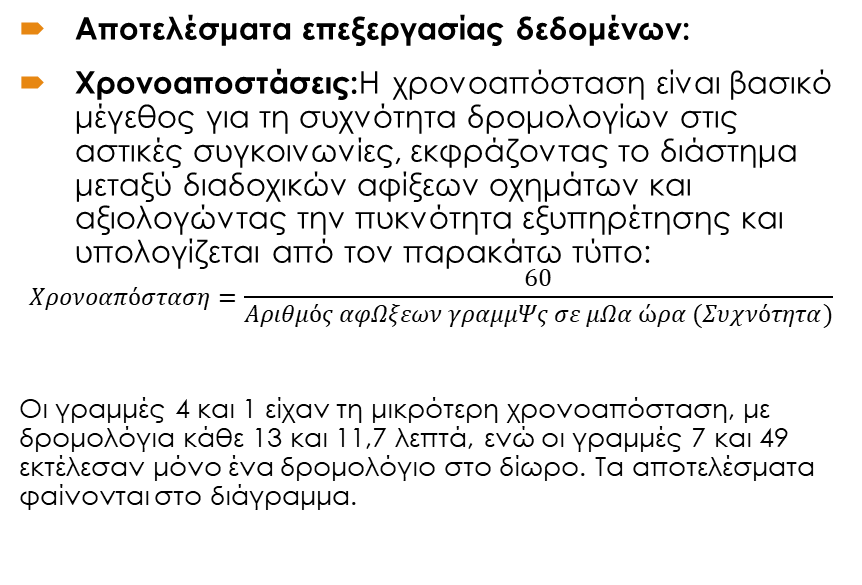 Αποτελέσματα επεξεργασίας δεδομένων:
Χρονοαποστάσεις:Η χρονοαπόσταση είναι βασικό
μέγεθος για τη συχνότητα δρομολογίων στις
αστικές συγκοινωνίες, εκφράζοντας το διάστημα
μεταξύ διαδοχικών αφίξεων οχημάτων και
αξιολογώντας την πυκνότητα εξυπηρέτησης και
υπολογίζεται από τον παρακάτω τύπο:
60
Χρονοαπόσταση =
Αριθμός αφΩξεων γραμμΨς σε μΩα ώρα (Συχνότητα)
Οι γραμμές 4 και 1 είχαν τη μικρότερη χρονοαπόσταση, με
δρομολόγια κάθε 13 και 11,7 λεπτά, ενώ οι γραμμές 7 και 49
εκτέλεσαν μόνο ένα δρομολόγιο στο δίωρο. Τα αποτελέσματα
φαίνονται στο διάγραμμα.